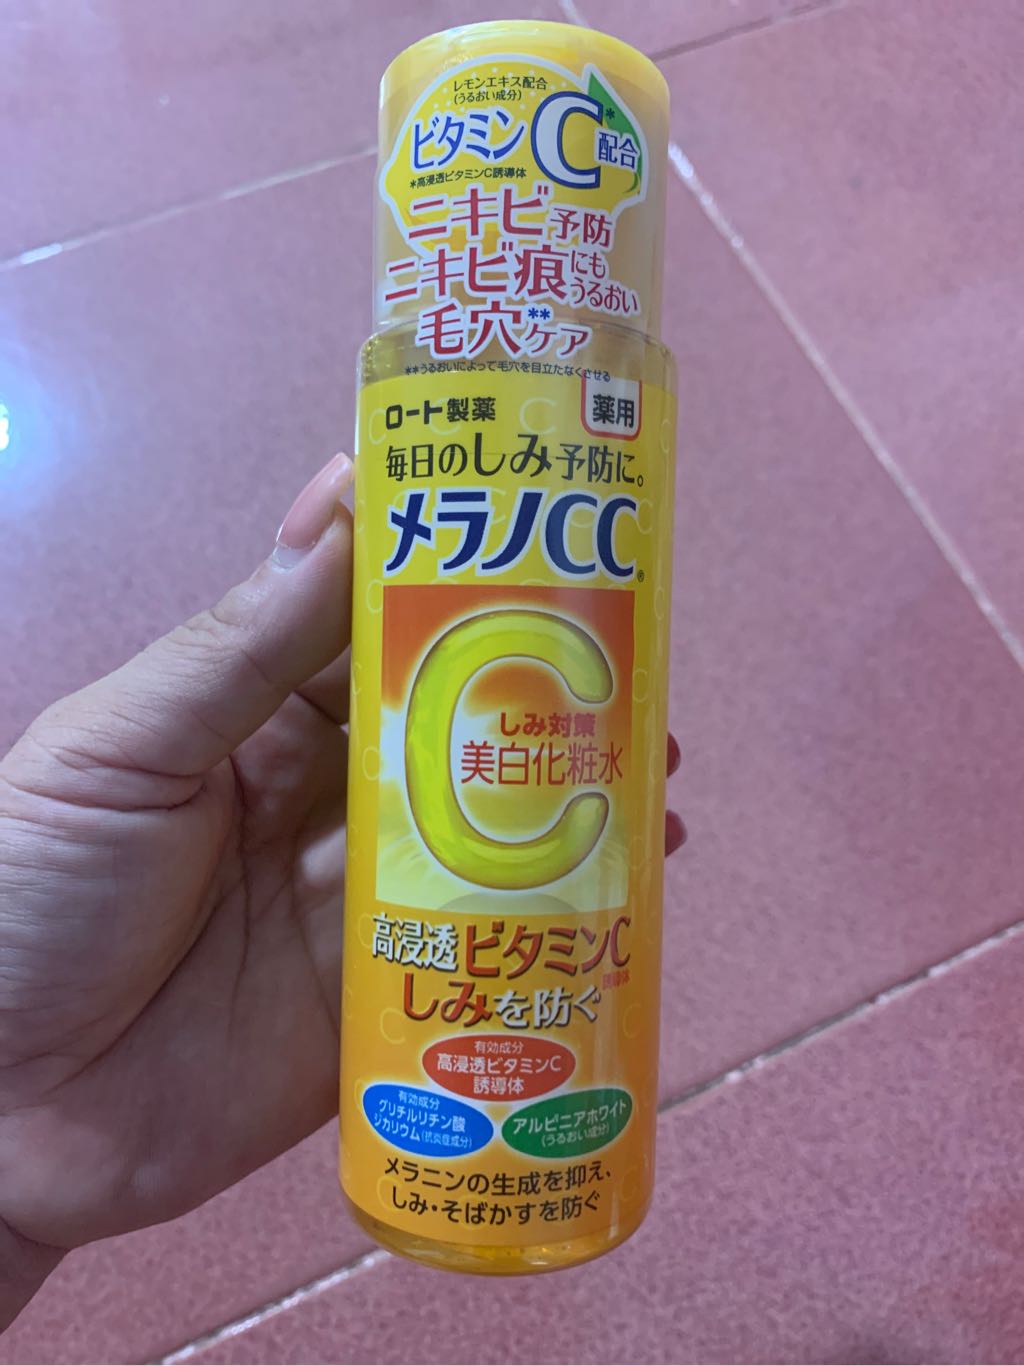 レモンエキス配合
(うるおい成分)
ビタミンC*配合
*高浸透ビタミンC誘導体
ニキビ予防
ニキビ痕にもうるおい
毛穴**ケア
**うるおいによって毛穴を目立たなくさせる
ロート製薬
薬用
毎日のしみ予防に。
メラノCC®
しみ対策
美白化粧水
高浸透ビタミンC誘導体
しみを防ぐ
有効成分
高浸透ビタミンC
誘導体
有効成分
グリチルリチン酸
ジカリウム(抗炎症成分)
アルピニアホワイト
(うるおい成分)
メラニンの生成を抑え、
しみ・そばかすを防ぐ